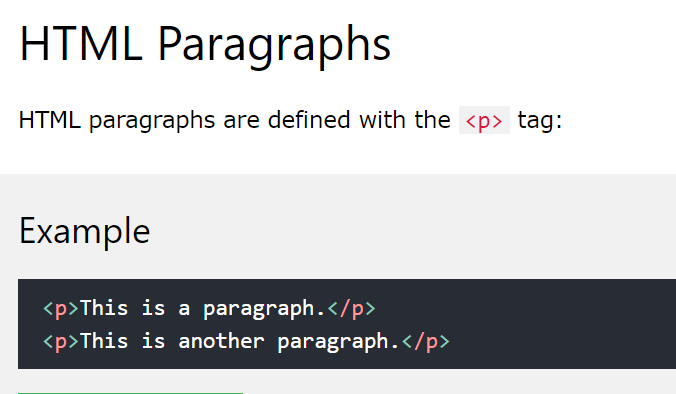 HTML Paragraphs
HTML paragraphs are defined with the <p> tag:
Example
<p>This is a paragraph.</p>
<p>This is another paragraph.</p>